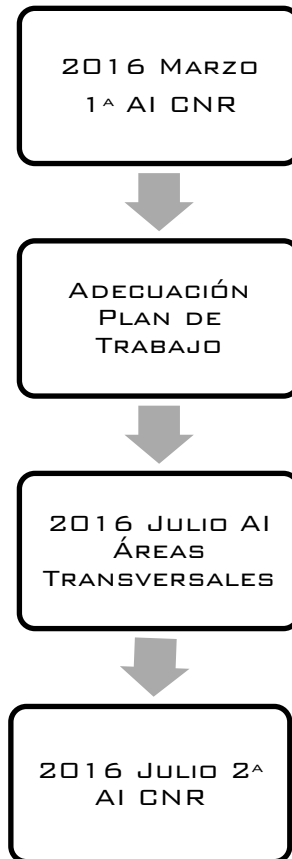 2016 Marzo
1ª AI CNR
Adecuación
Plan de
Trabajo
2016 Julio AI
Áreas
Transversales
2016 Julio 2ª
AI CNR